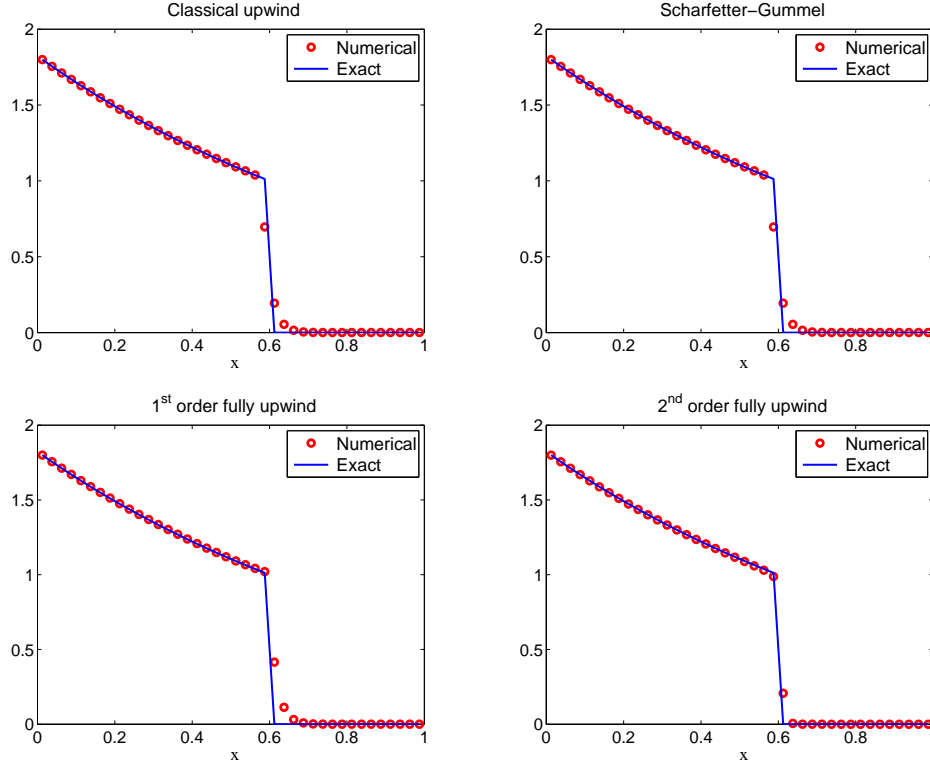 Classical upwind
2
1.5
1
0.5
0
0 0.2 0.4 0.6 0.8 1
x
Numerical
Exact
Scharfetter−Gummel
2
1.5
1
0.5
0
0 0.2 0.4 0.6 0.8
x
Numerical
Exact
1st order fully upwind
2
1.5
1
0.5
0
0 0.2 0.4 0.6 0.8 1
x
Numerical
Exact
2nd order fully upwind
2
1.5
1
0.5
0
0 0.2 0.4 0.6 0.8
x
Numerical
Exact